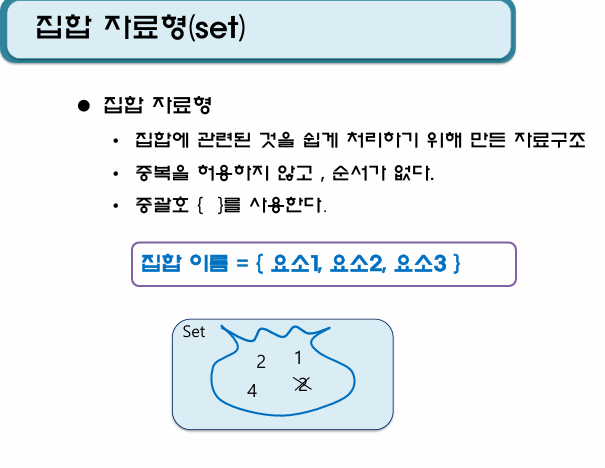 집합 자료형(set)
● 집합 자료형
• 집합에 관련된 것을 쉽게 처리하기 위해 만든 자료구조
• 중복을 허용하지 않고 , 순서가 없다.
• 중괄호 { }를 사용한다.
집합 이름 = { 요소1, 요소2, 요소3 }
Set
2 1
4 2